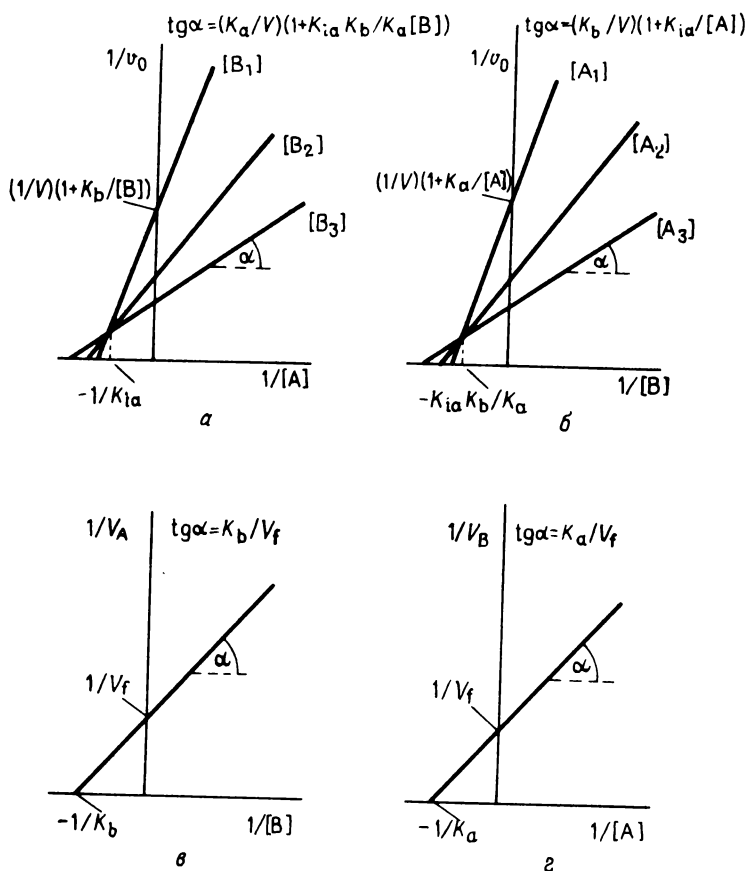 tgα=(Ka/V)(1+KiaKb/Ka[B])
1/v0
[B1]
[B2]
(1/V)(1+Kb/[B])
[B3]
α
1/[A]
-1/Kia
а
tgα=(Kb/V)(1+Kia/[A])
1/v0
[A1]
[A2]
(1/V)(1+Ka/[A])
[A3]
α
1/[B]
-KiaKb/Ka
б
1/VA
tgα=Kb/Vf
α
1/Vf
-1/Kb
1/[B]
в
1/VB
tgα=Ka/Vf
α
1/Vf
-1/Ka
1/[A]
г